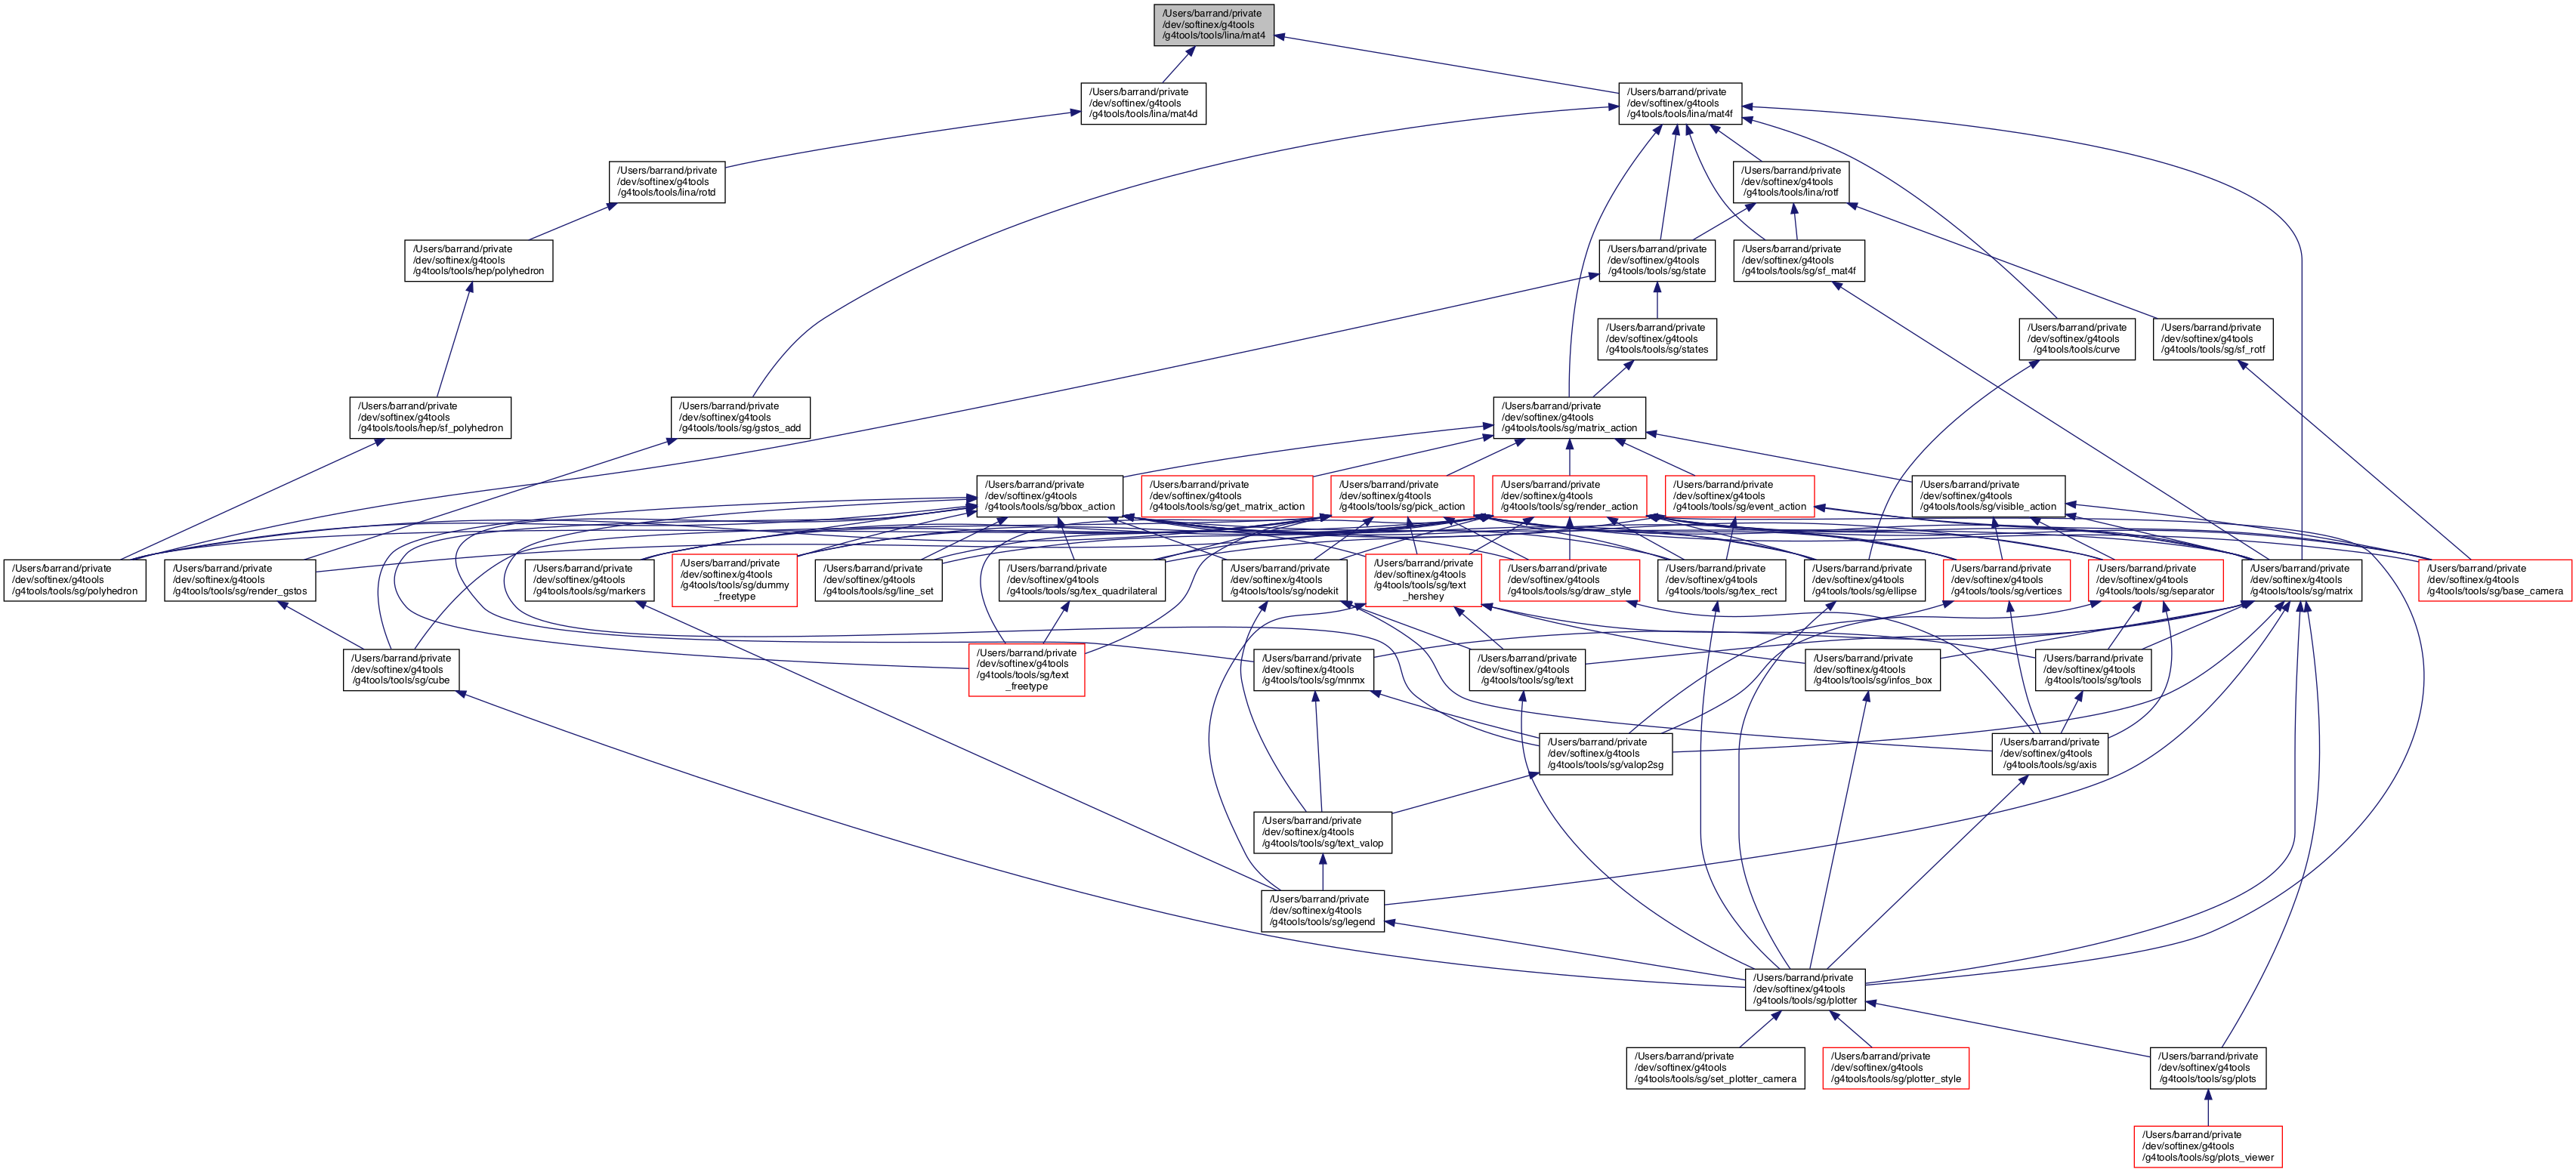 /Users/barrand/private
/dev/softinex/g4tools
/g4tools/tools/lina/mat4
/Users/barrand/private
/dev/softinex/g4tools
/g4tools/tools/lina/mat4d
/Users/barrand/private
/dev/softinex/g4tools
/g4tools/tools/lina/mat4f
/Users/barrand/private
/dev/softinex/g4tools
/g4tools/tools/lina/rotd
/Users/barrand/private
/dev/softinex/g4tools
/g4tools/tools/lina/rotf
/Users/barrand/private
/dev/softinex/g4tools
/g4tools/tools/hep/polyhedron
/Users/barrand/private
/dev/softinex/g4tools
/g4tools/tools/sg/state
/Users/barrand/private
/dev/softinex/g4tools
/g4tools/tools/sg/sf_mat4f
/Users/barrand/private
/dev/softinex/g4tools
/g4tools/tools/sg/states
/Users/barrand/private
/dev/softinex/g4tools
/g4tools/tools/curve
/Users/barrand/private
/dev/softinex/g4tools
/g4tools/tools/sg/sf_rotf
/Users/barrand/private
/dev/softinex/g4tools
/g4tools/tools/hep/sf_polyhedron
/Users/barrand/private
/dev/softinex/g4tools
/g4tools/tools/sg/gstos_add
/Users/barrand/private
/dev/softinex/g4tools
/g4tools/tools/sg/matrix_action
/Users/barrand/private
/dev/softinex/g4tools
/g4tools/tools/sg/bbox_action
/Users/barrand/private
/dev/softinex/g4tools
/g4tools/tools/sg/get_matrix_action
/Users/barrand/private
/dev/softinex/g4tools
/g4tools/tools/sg/pick_action
/Users/barrand/private
/dev/softinex/g4tools
/g4tools/tools/sg/render_action
/Users/barrand/private
/dev/softinex/g4tools
/g4tools/tools/sg/event_action
/Users/barrand/private
/dev/softinex/g4tools
/g4tools/tools/sg/visible_action
/Users/barrand/private
/dev/softinex/g4tools
/g4tools/tools/sg/polyhedron
/Users/barrand/private
/dev/softinex/g4tools
/g4tools/tools/sg/render_gstos
/Users/barrand/private
/dev/softinex/g4tools
/g4tools/tools/sg/markers
/Users/barrand/private
/dev/softinex/g4tools
/g4tools/tools/sg/dummy
_freetype
/Users/barrand/private
/dev/softinex/g4tools
/g4tools/tools/sg/line_set
/Users/barrand/private
/dev/softinex/g4tools
/g4tools/tools/sg/tex_quadrilateral
/Users/barrand/private
/dev/softinex/g4tools
/g4tools/tools/sg/nodekit
/Users/barrand/private
/dev/softinex/g4tools
/g4tools/tools/sg/text
_hershey
/Users/barrand/private
/dev/softinex/g4tools
/g4tools/tools/sg/draw_style
/Users/barrand/private
/dev/softinex/g4tools
/g4tools/tools/sg/tex_rect
/Users/barrand/private
/dev/softinex/g4tools
/g4tools/tools/sg/ellipse
/Users/barrand/private
/dev/softinex/g4tools
/g4tools/tools/sg/vertices
/Users/barrand/private
/dev/softinex/g4tools
/g4tools/tools/sg/separator
/Users/barrand/private
/dev/softinex/g4tools
/g4tools/tools/sg/matrix
/Users/barrand/private
/dev/softinex/g4tools
/g4tools/tools/sg/base_camera
/Users/barrand/private
/dev/softinex/g4tools
/g4tools/tools/sg/cube
/Users/barrand/private
/dev/softinex/g4tools
/g4tools/tools/sg/text
_freetype
/Users/barrand/private
/dev/softinex/g4tools
/g4tools/tools/sg/mnmx
/Users/barrand/private
/dev/softinex/g4tools
/g4tools/tools/sg/text
/Users/barrand/private
/dev/softinex/g4tools
/g4tools/tools/sg/infos_box
/Users/barrand/private
/dev/softinex/g4tools
/g4tools/tools/sg/tools
/Users/barrand/private
/dev/softinex/g4tools
/g4tools/tools/sg/valop2sg
/Users/barrand/private
/dev/softinex/g4tools
/g4tools/tools/sg/axis
/Users/barrand/private
/dev/softinex/g4tools
/g4tools/tools/sg/text_valop
/Users/barrand/private
/dev/softinex/g4tools
/g4tools/tools/sg/legend
/Users/barrand/private
/dev/softinex/g4tools
/g4tools/tools/sg/plotter
/Users/barrand/private
/dev/softinex/g4tools
/g4tools/tools/sg/set_plotter_camera
/Users/barrand/private
/dev/softinex/g4tools
/g4tools/tools/sg/plotter_style
/Users/barrand/private
/dev/softinex/g4tools
/g4tools/tools/sg/plots
/Users/barrand/private
/dev/softinex/g4tools
/g4tools/tools/sg/plots_viewer